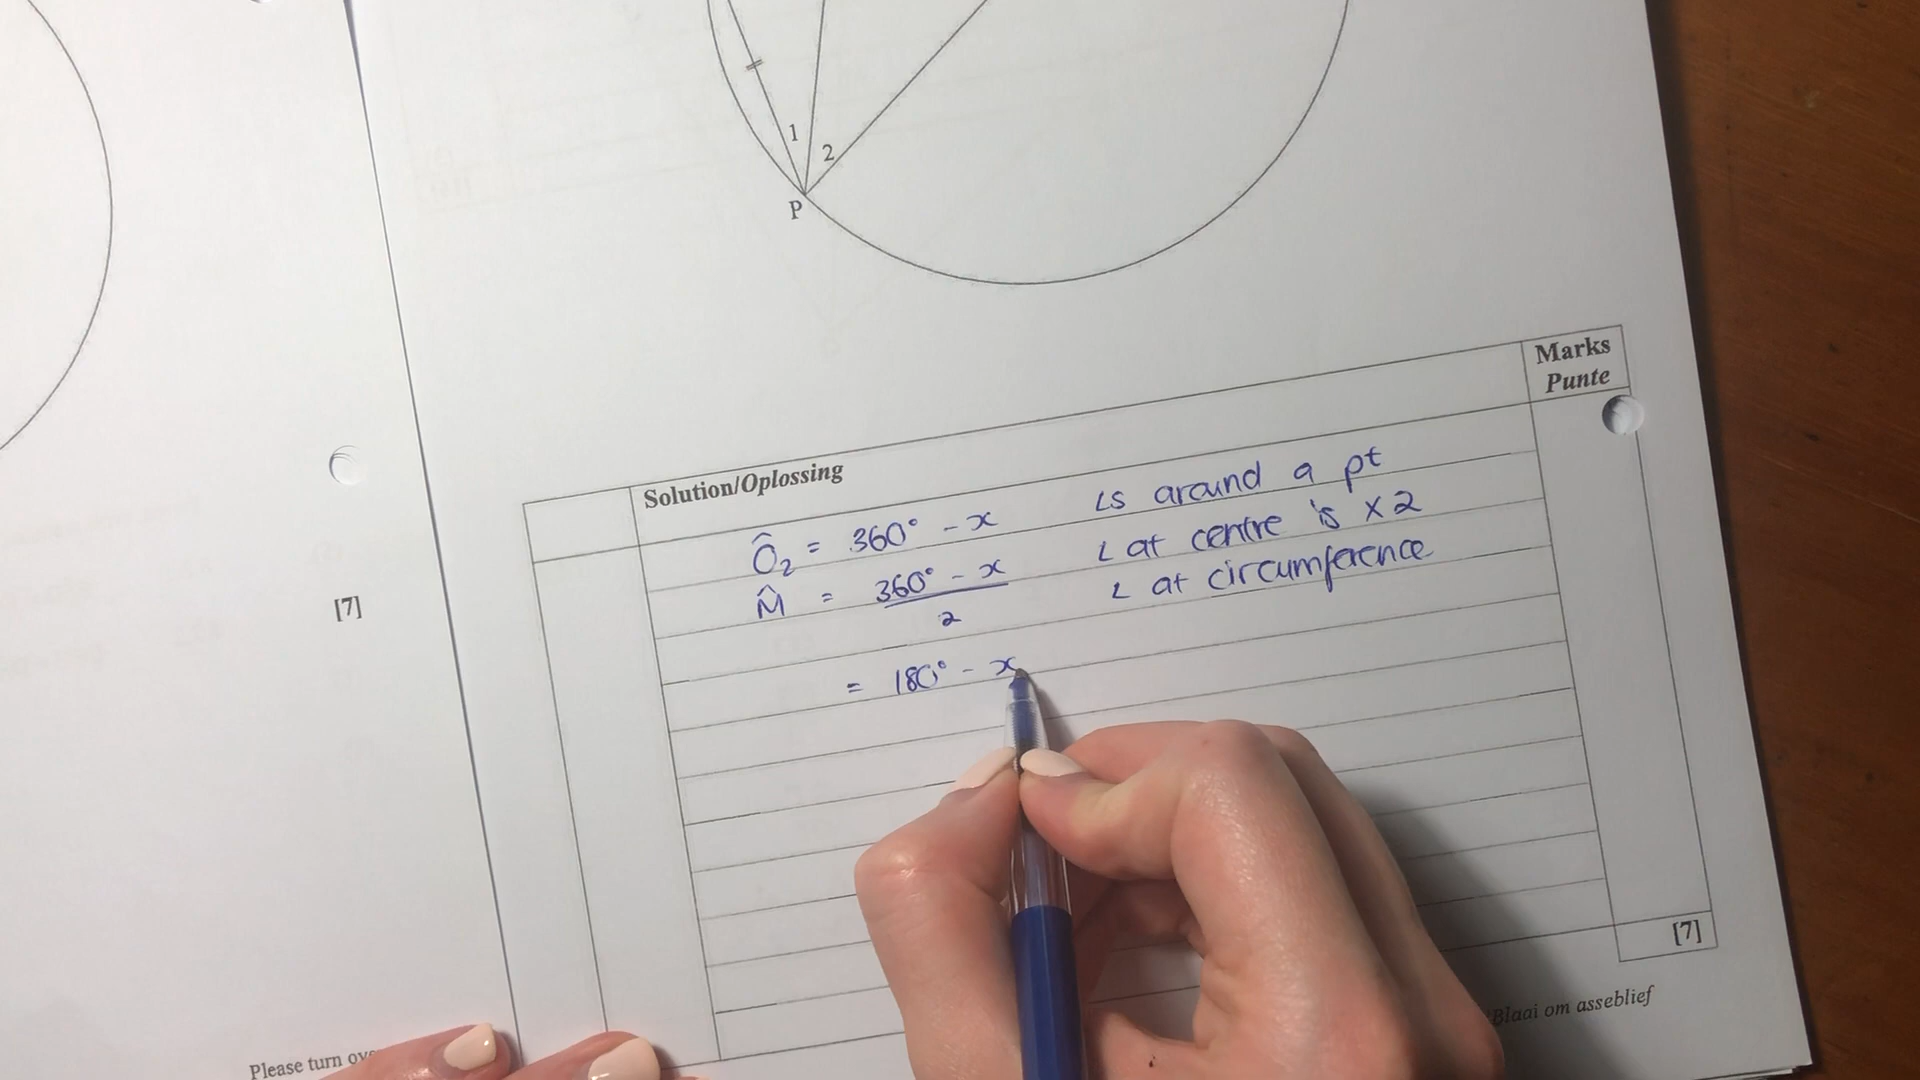 1
2
P
Marks
Punte
Solution/Oplossing
Ô₂ = 360° - x ∠s around a pt
M̂ = 360° - x ∠ at centre is x2
2 ∠ at circumference
= 180° - x
[7]
[7]
Blaai om asseblief
Please turn